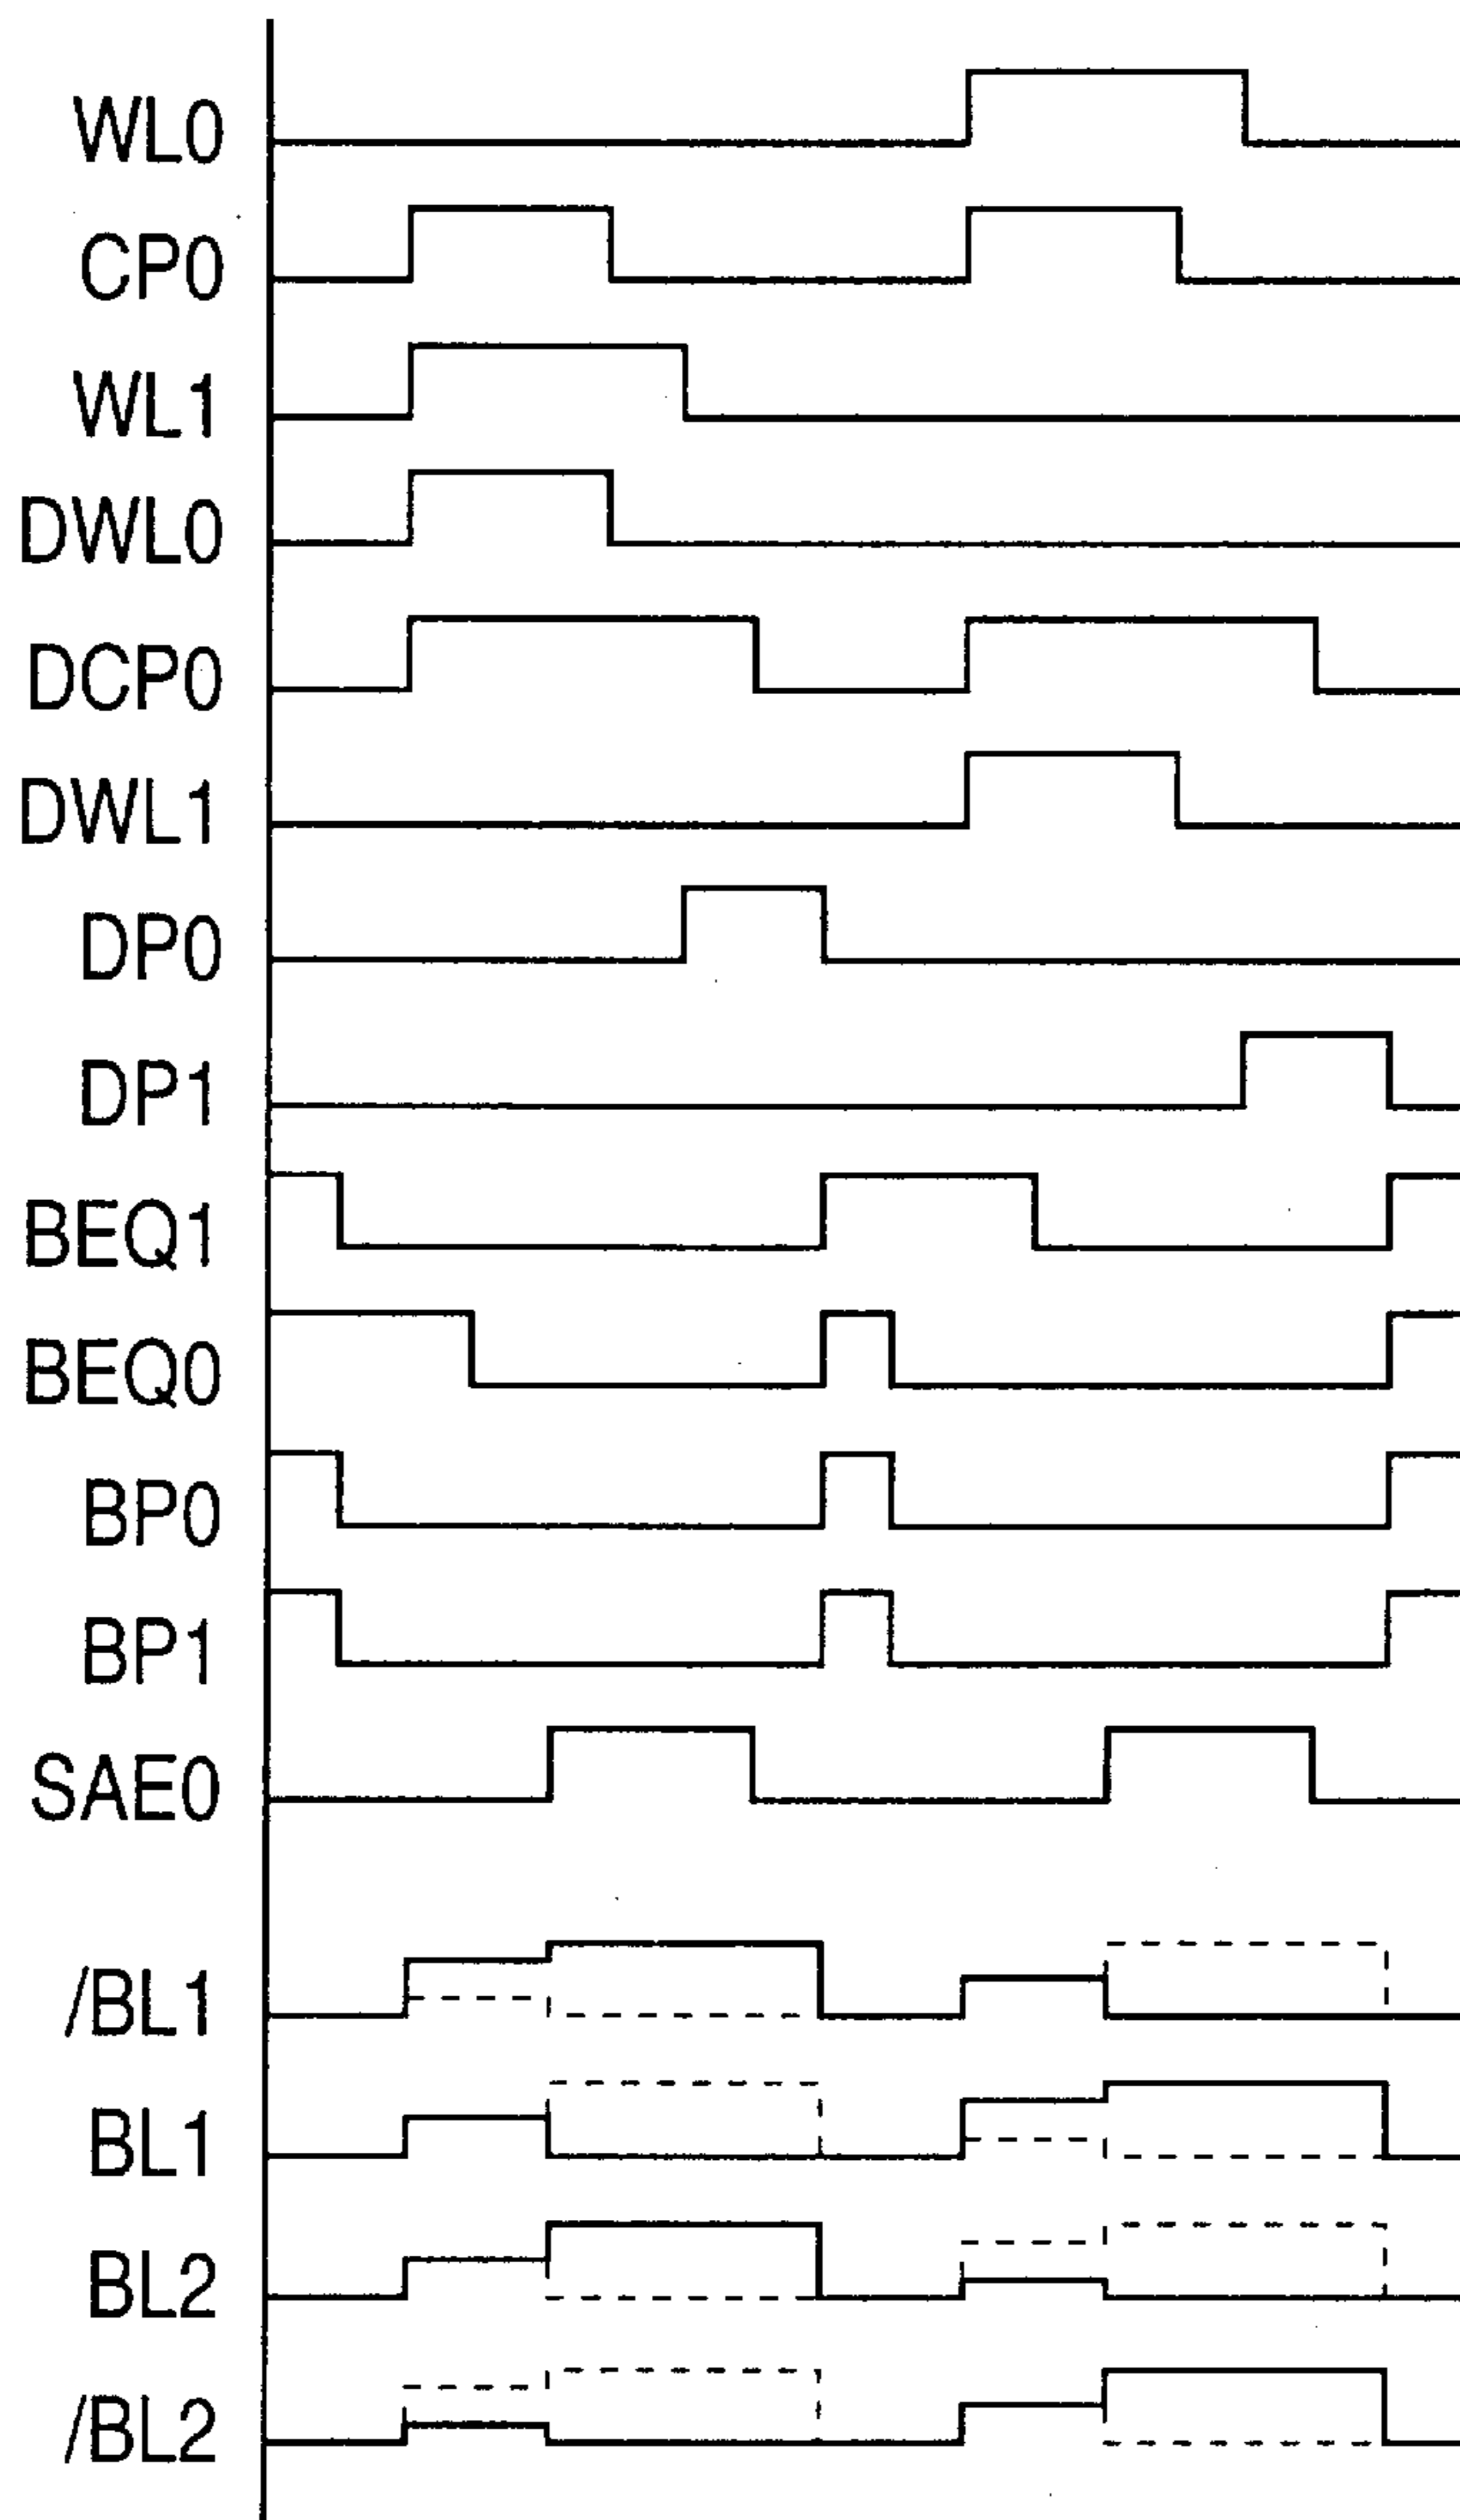 WL0
CP0
WL1
DWL0
DCP0
DWL1
DP0
DP1
BEQ1
BEQ0
BP0
BP1
SAE0
/BL1
BL1
BL2
/BL2